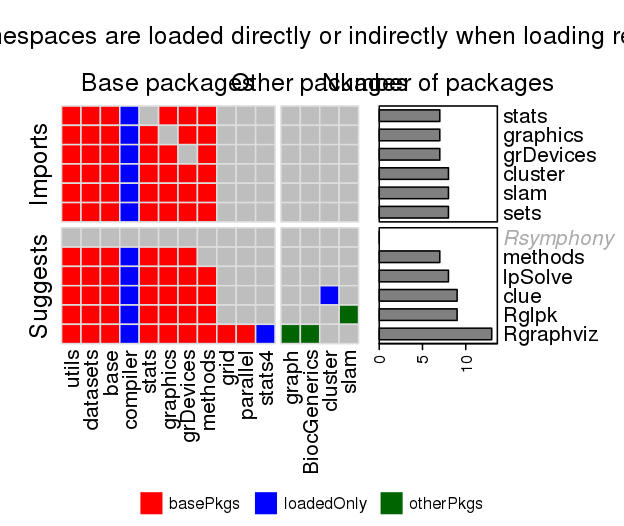 nespaces are loaded directly or indirectly when loading re
Base packages Other packages Number of packages
Imports
Suggests
stats
graphics
grDevices
cluster
slam
sets
Rsymphony
methods
lpSolve
clue
Rglpk
Rgraphviz
0 5 10
utils
datasets
base
compiler
stats
graphics
grDevices
methods
grid
parallel
stats4
graph
BiocGenerics
cluster
slam
basePkgs loadedOnly otherPkgs